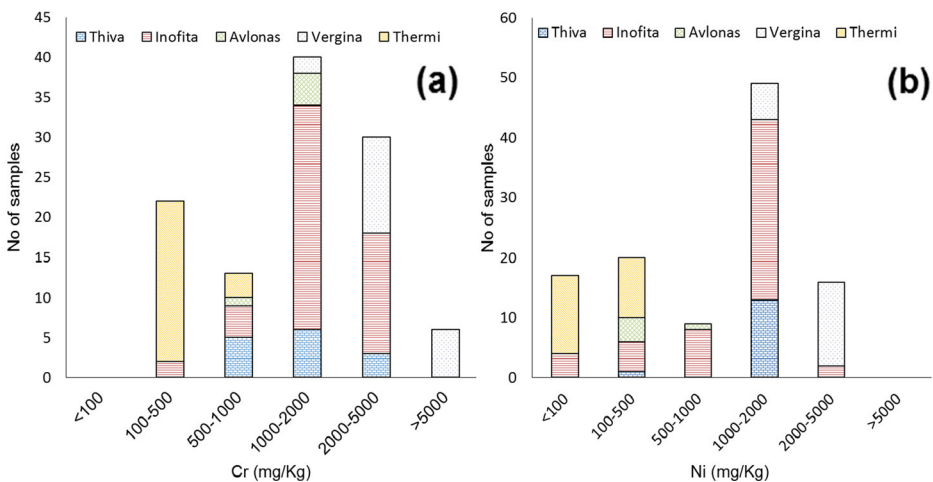 45
40
35
30
25
20
15
10
5
0
No of samples
Thiva Inofita Avlonas Vergina Thermi
(a)
<100 100-500 500-1000 1000-2000 2000-5000 >5000
Cr (mg/Kg)
60
50
40
30
20
10
0
No of samples
Thiva Inofita Avlonas Vergina Thermi
(b)
<100 100-500 500-1000 1000-2000 2000-5000 >5000
Ni (mg/Kg)